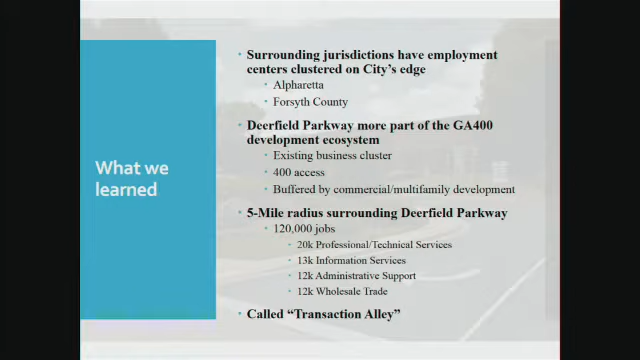 What we
learned
Surrounding jurisdictions have employment
centers clustered on City's edge
Alpharetta
Forsyth County
Deerfield Parkway more part of the GA400
development ecosystem
Existing business cluster
400 access
Buffered by commercial/multifamily development
5-Mile radius surrounding Deerfield Parkway
120,000 jobs
20k Professional/Technical Services
13k Information Services
12k Administrative Support
12k Wholesale Trade
Called "Transaction Alley"